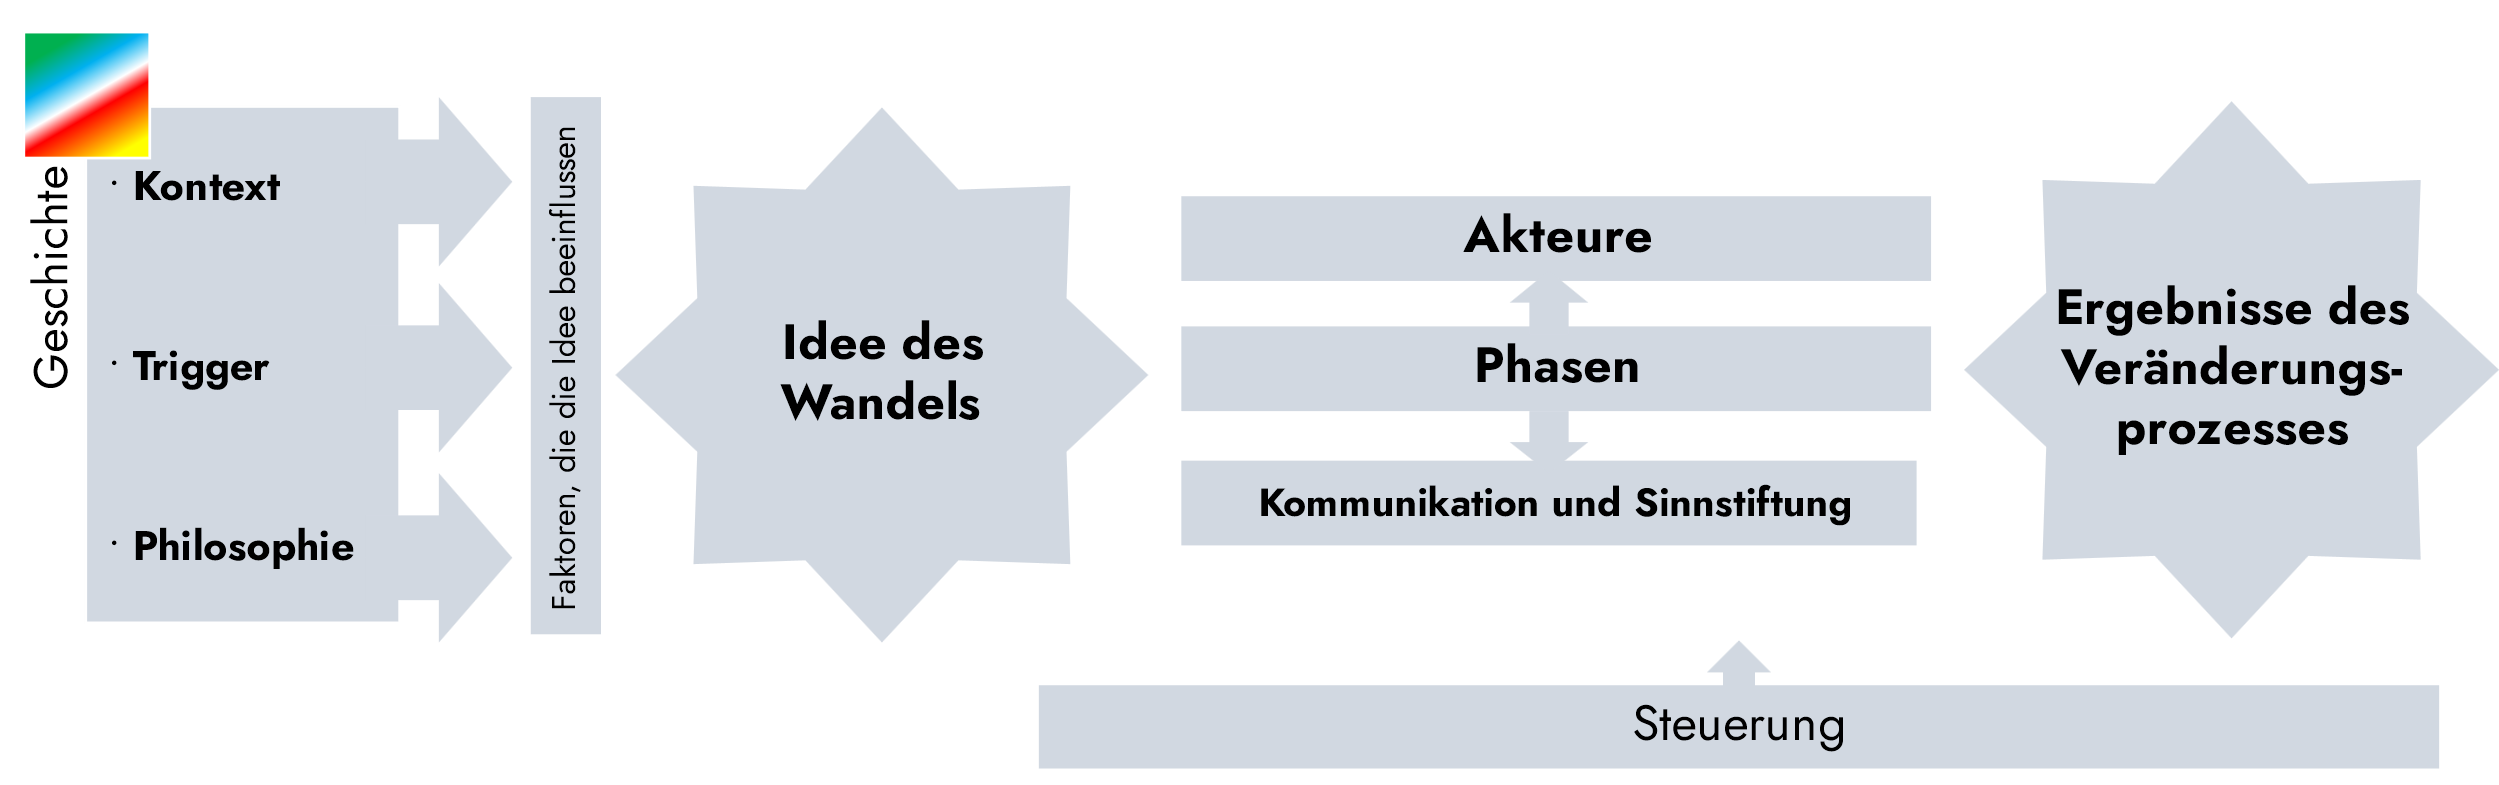 Geschichte
· Kontext
· Trigger
· Philosophie
Faktoren, die die Idee beeinflussen
Idee des
Wandels
Akteure
Phasen
Kommunikation und Sinnstiftung
Ergebnisse des
Veränderungs-
prozesses
Steuerung